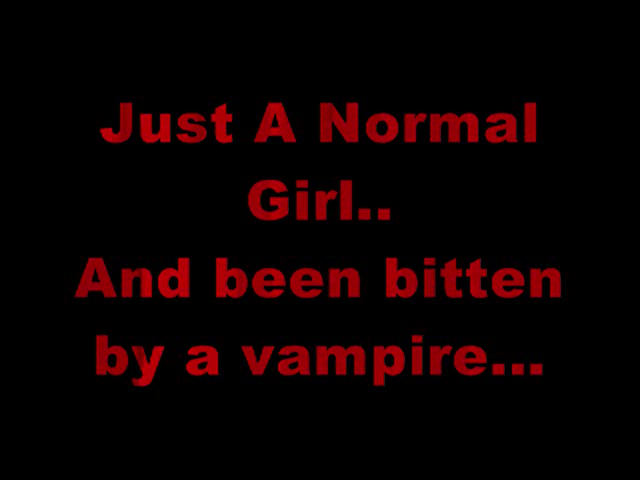 Just A Normal
Girl..
And been bitten
by a vampire...